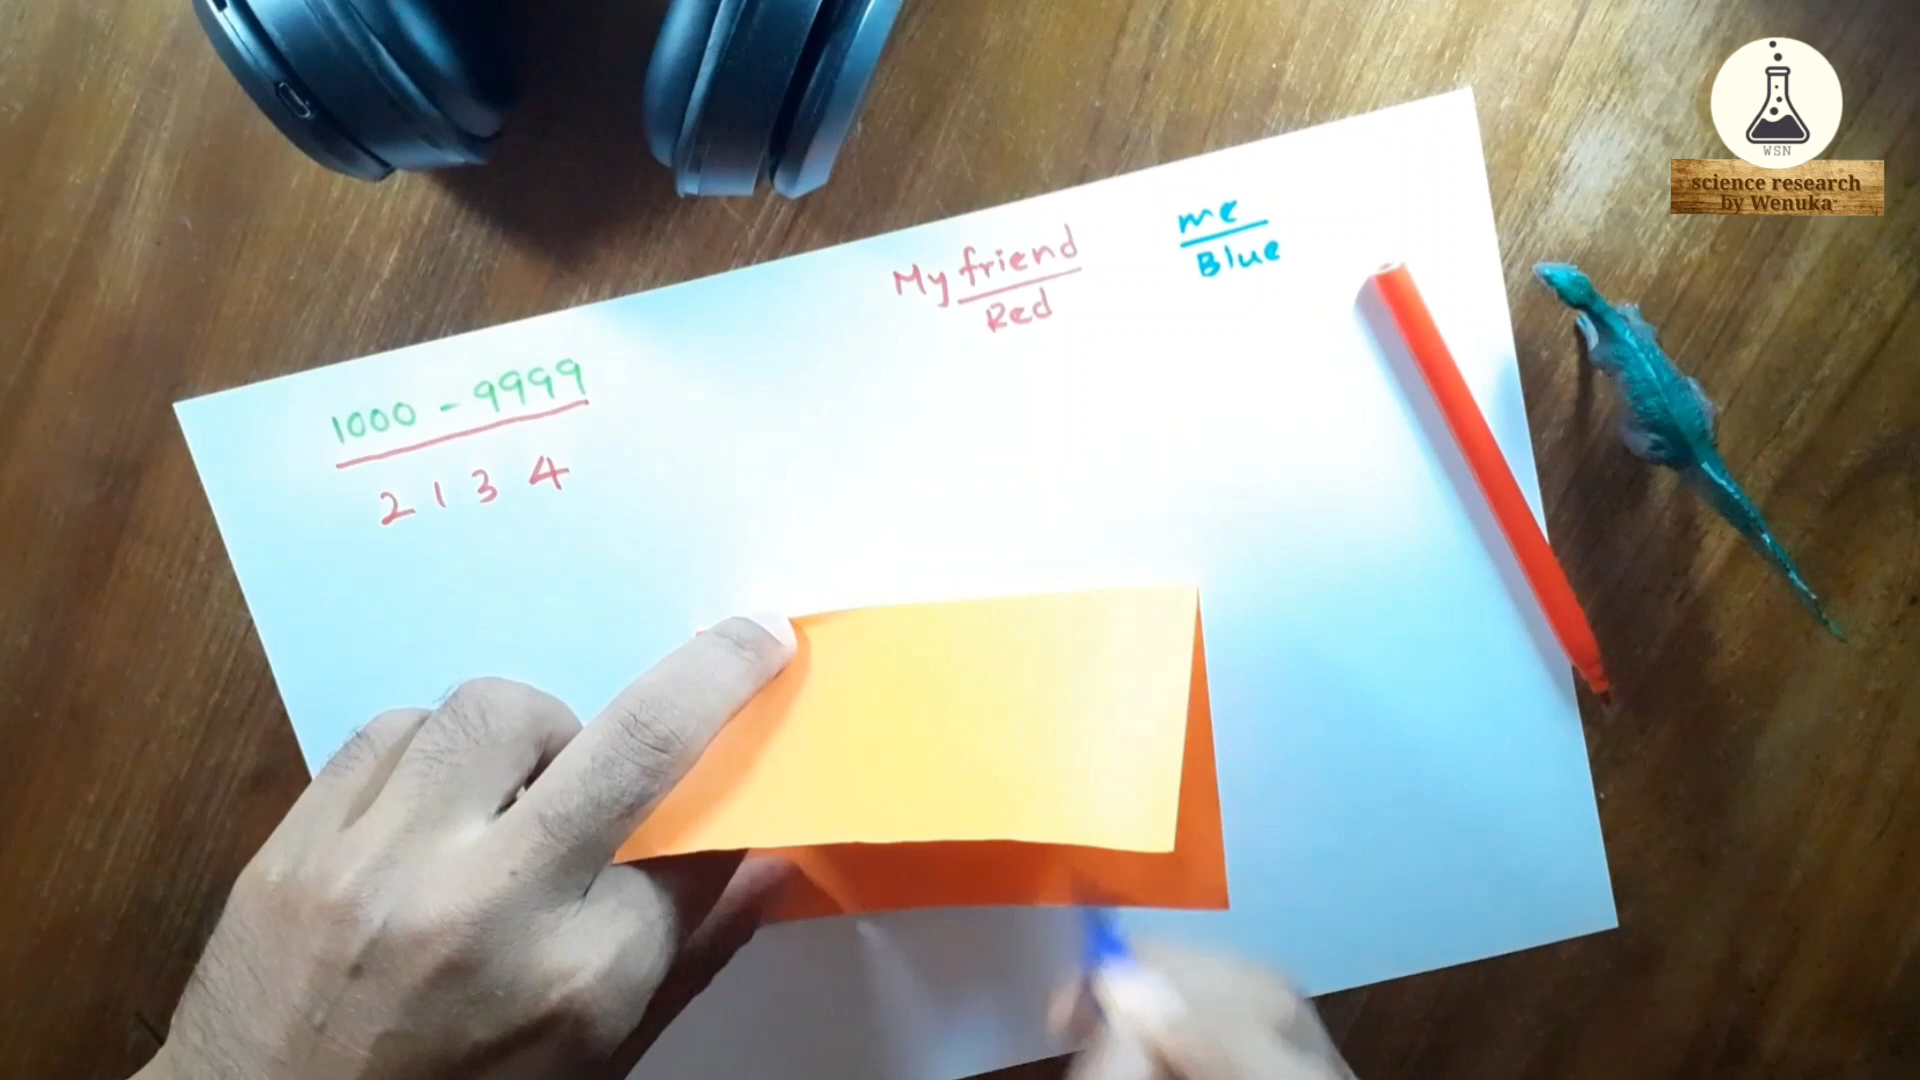 My friend
Red
me
Blue
1000 - 9999
2 1 3 4
WSN
science research
by Wenuka